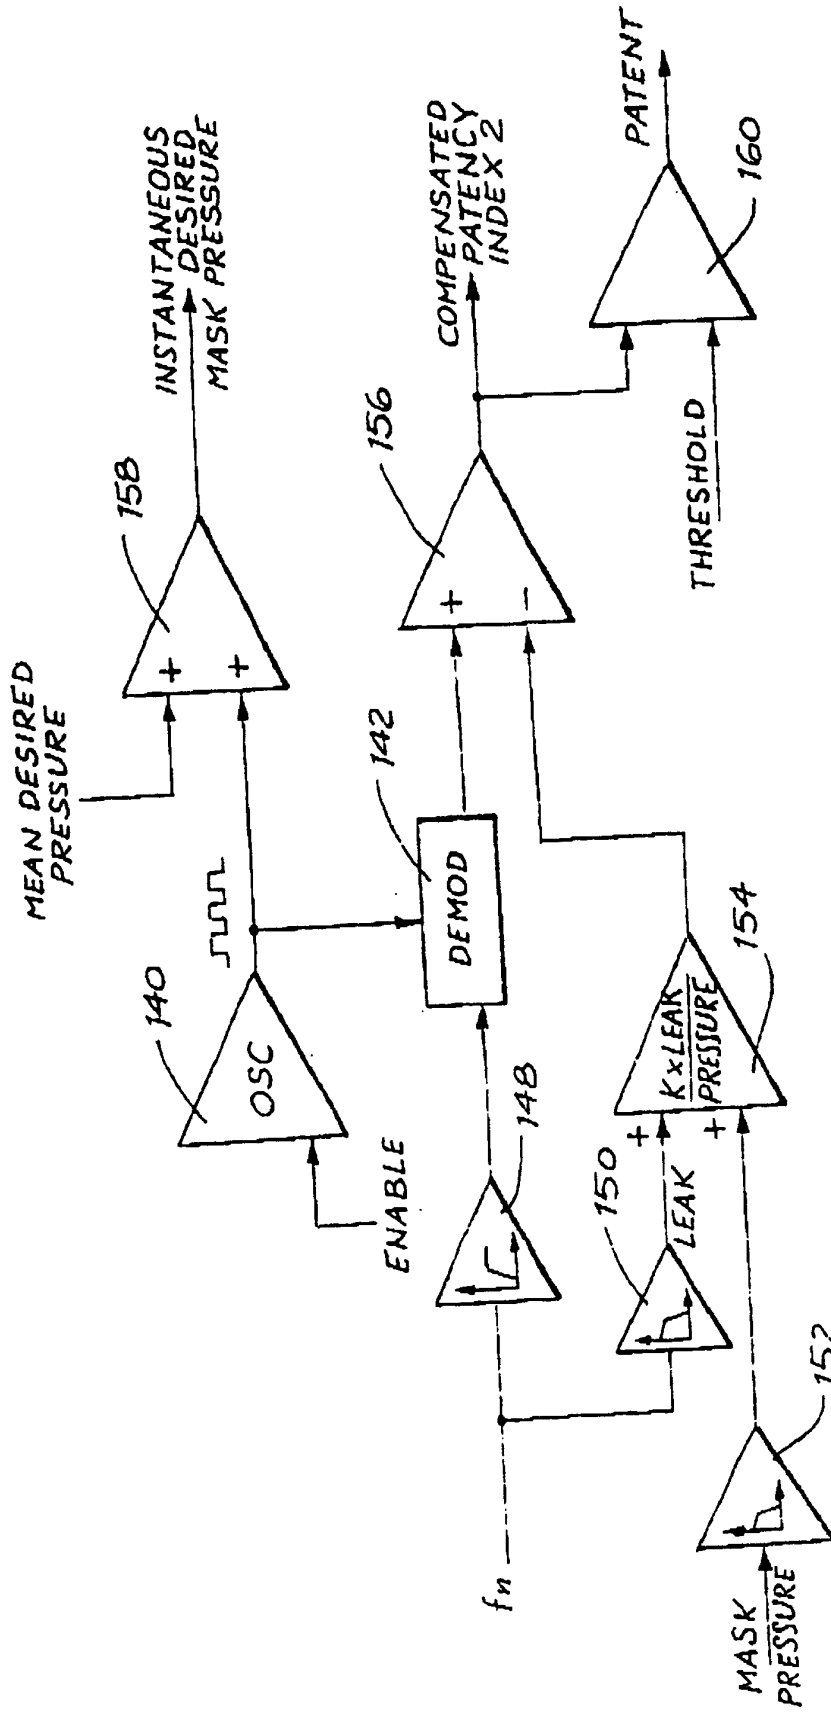 MEAN DESIRED
PRESSURE
140
OSC
ENABLE
158
+
+
INSTANTANEOUS
DESIRED
MASK PRESSURE
fn
148
142
DEMOD
156
+
−
COMPENSATED
PATENCY
INDEX 2
150
LEAK
MASK
PRESSURE
152
+
+
K x LEAK
PRESSURE
154
THRESHOLD
160
PATENT